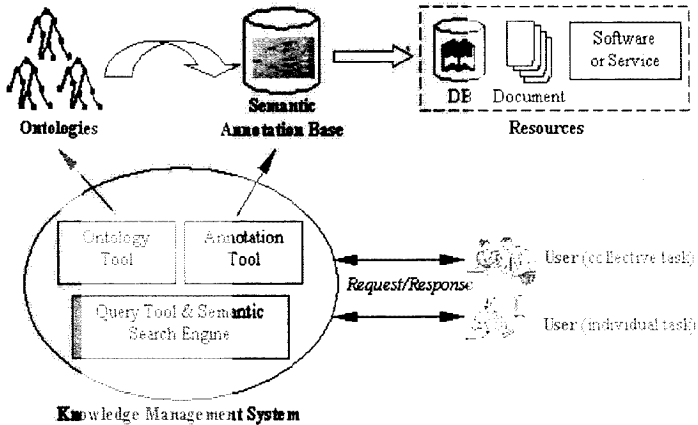 Software
or Service
DB
Document
Semantic
Annotation Base
Ontologies
Resources
Ontology
Tool
Annotation
Tool
Query Tool & Semantic
Search Engine
Request/Response
User (collective task)
User (individual task)
Knowledge Management System